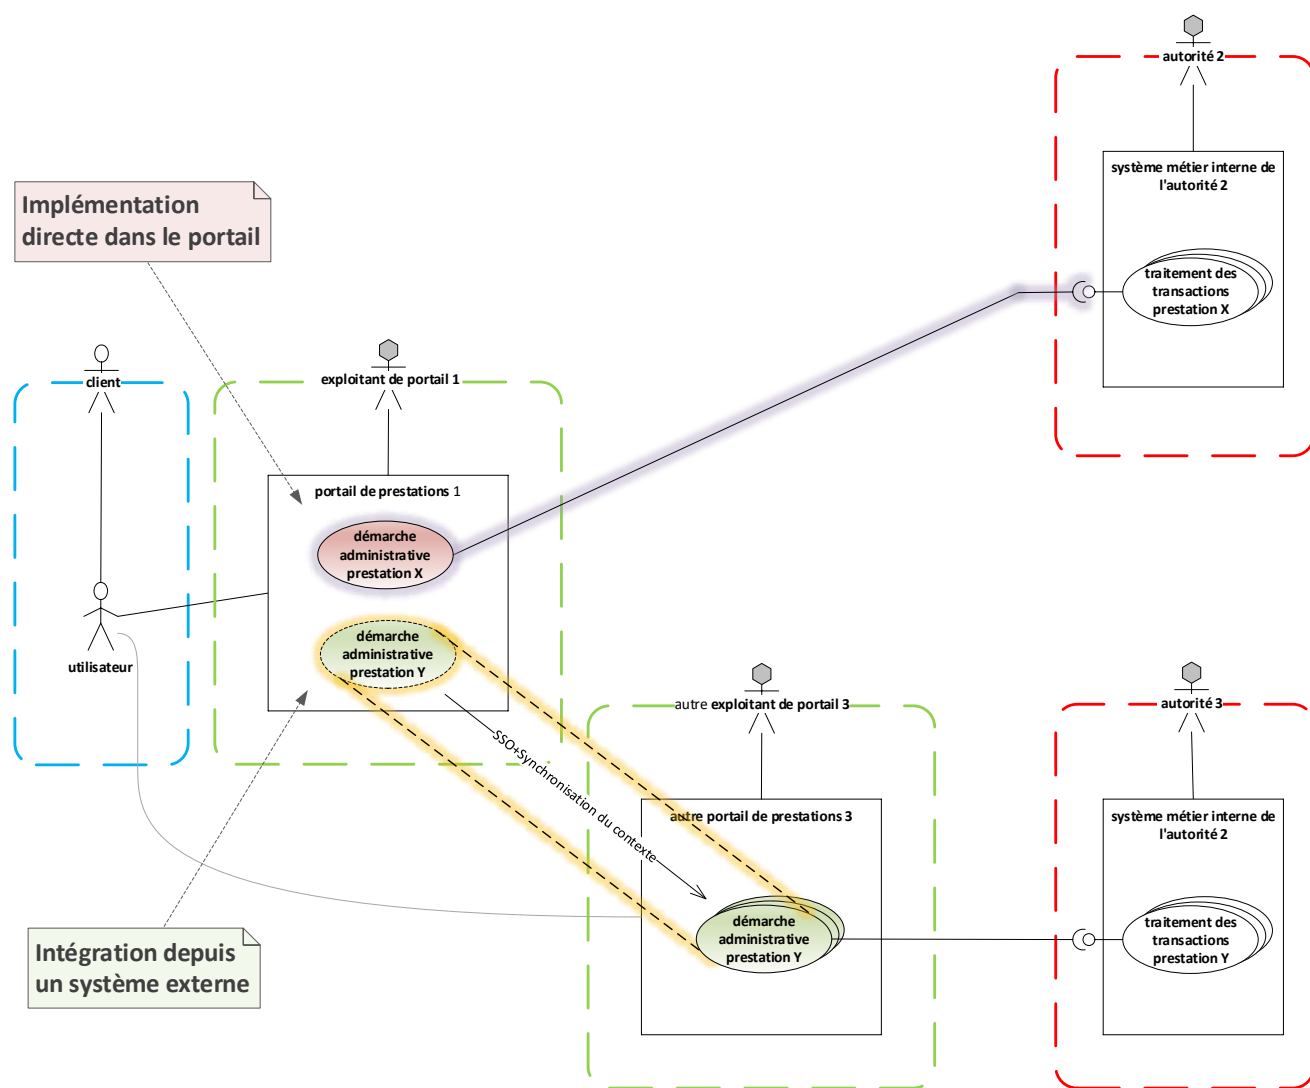 autorité 2
système métier interne de
l'autorité 2
traitement des
transactions
prestation X
Implémentation
directe dans le portail
client
exploitant de portail 1
portail de prestations 1
démarche
administrative
prestation X
démarche
administrative
prestation Y
utilisateur
SSO+Synchronisation du contexte
autre exploitant de portail 3
autre portail de prestations 3
démarche
administrative
prestation Y
autorité 3
système métier interne de
l'autorité 2
traitement des
transactions
prestation Y
Intégration depuis
un système externe